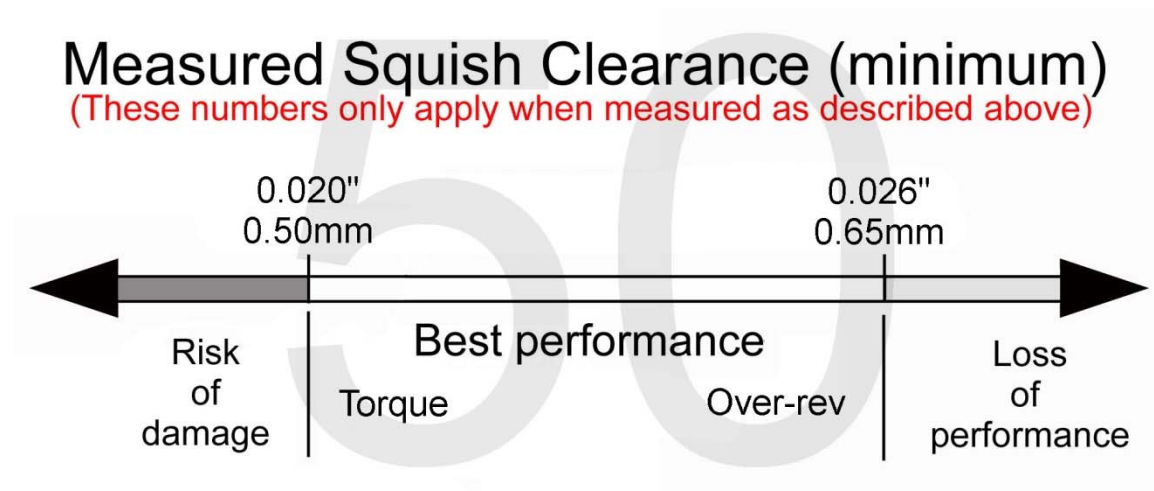 Measured Squish Clearance (minimum)
(These numbers only apply when measured as described above)
50
0.020"
0.50mm
0.026"
0.65mm
Best performance
Risk
of
damage
Torque
Over-rev
Loss
of
performance